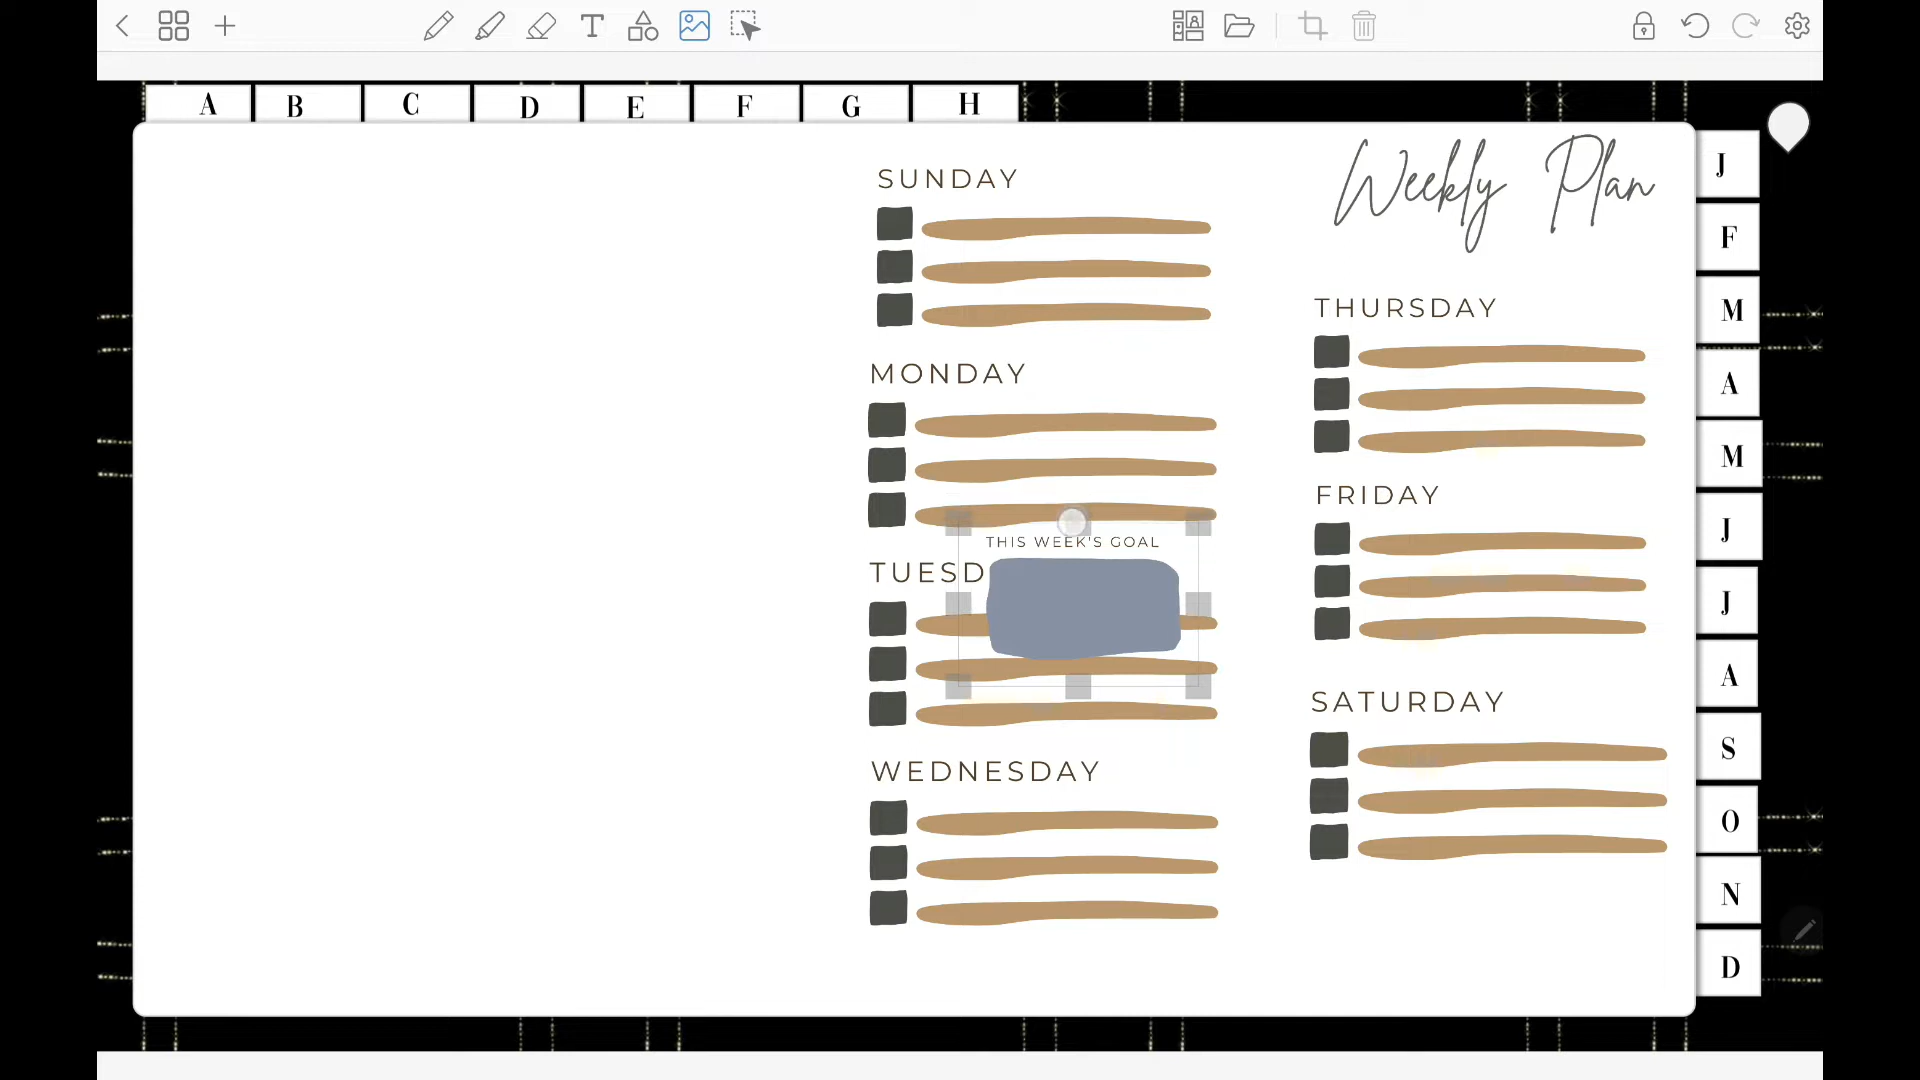 A B C D E F G H
Weekly Plan
SUNDAY
MONDAY
THIS WEEK'S GOAL
TUESD
WEDNESDAY
THURSDAY
FRIDAY
SATURDAY
J
F
M
A
M
J
J
A
S
O
N
D